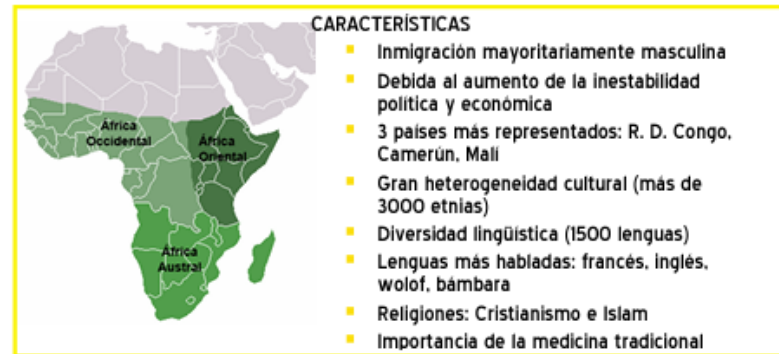 CARACTERÍSTICAS
Inmigración mayoritariamente masculina
Debida al aumento de la inestabilidad
política y económica
3 países más representados: R. D. Congo,
Camerún, Malí
Gran heterogeneidad cultural (más de
3000 etnias)
Diversidad lingüística (1500 lenguas)
Lenguas más habladas: francés, inglés,
wolof, bámbara
Religiones: Cristianismo e Islam
Importancia de la medicina tradicional
África
Occidental
África
Oriental
África
Austral